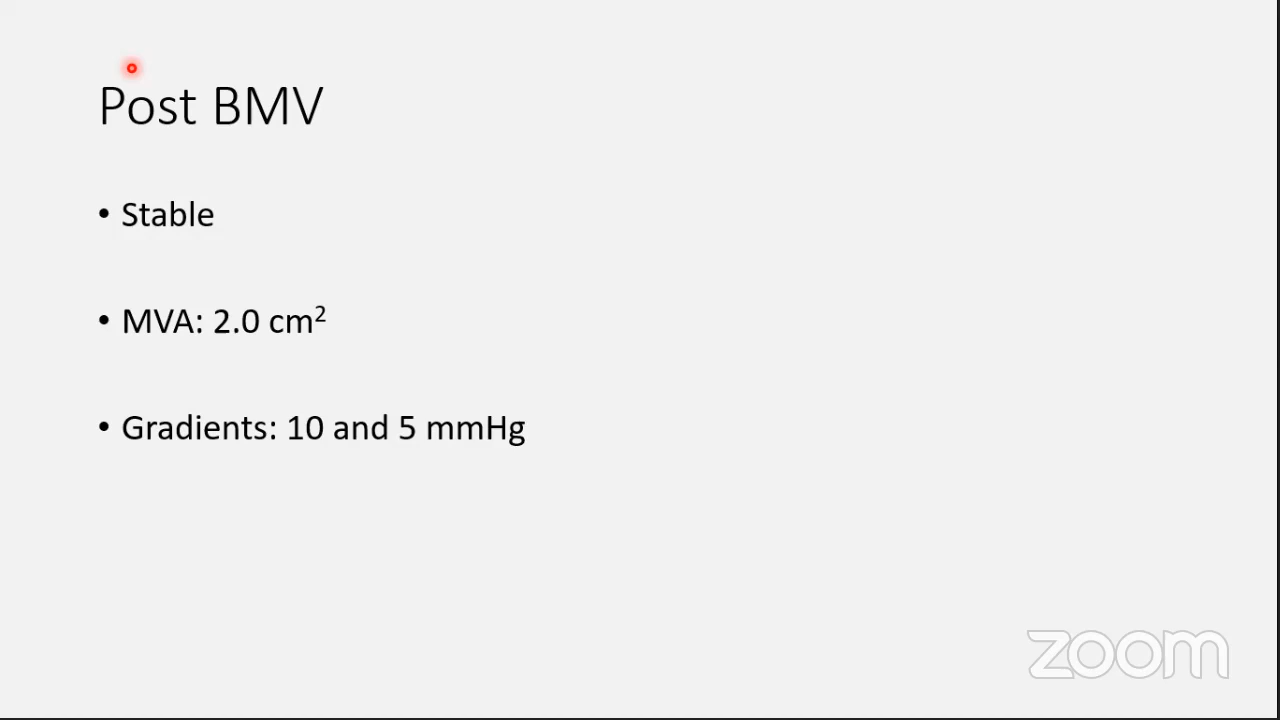 Post BMV
• Stable
• MVA: 2.0 cm²
• Gradients: 10 and 5 mmHg
zoom